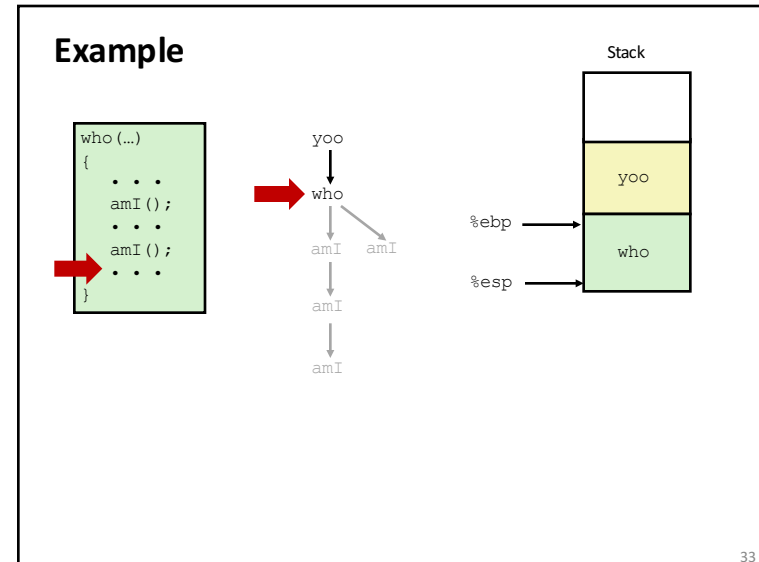 Example
who(…)
{
• • •
amI();
• • •
amI();
• • •
}
yoo
who
amI amI
amI
amI
Stack
yoo
%ebp
who
%esp
33